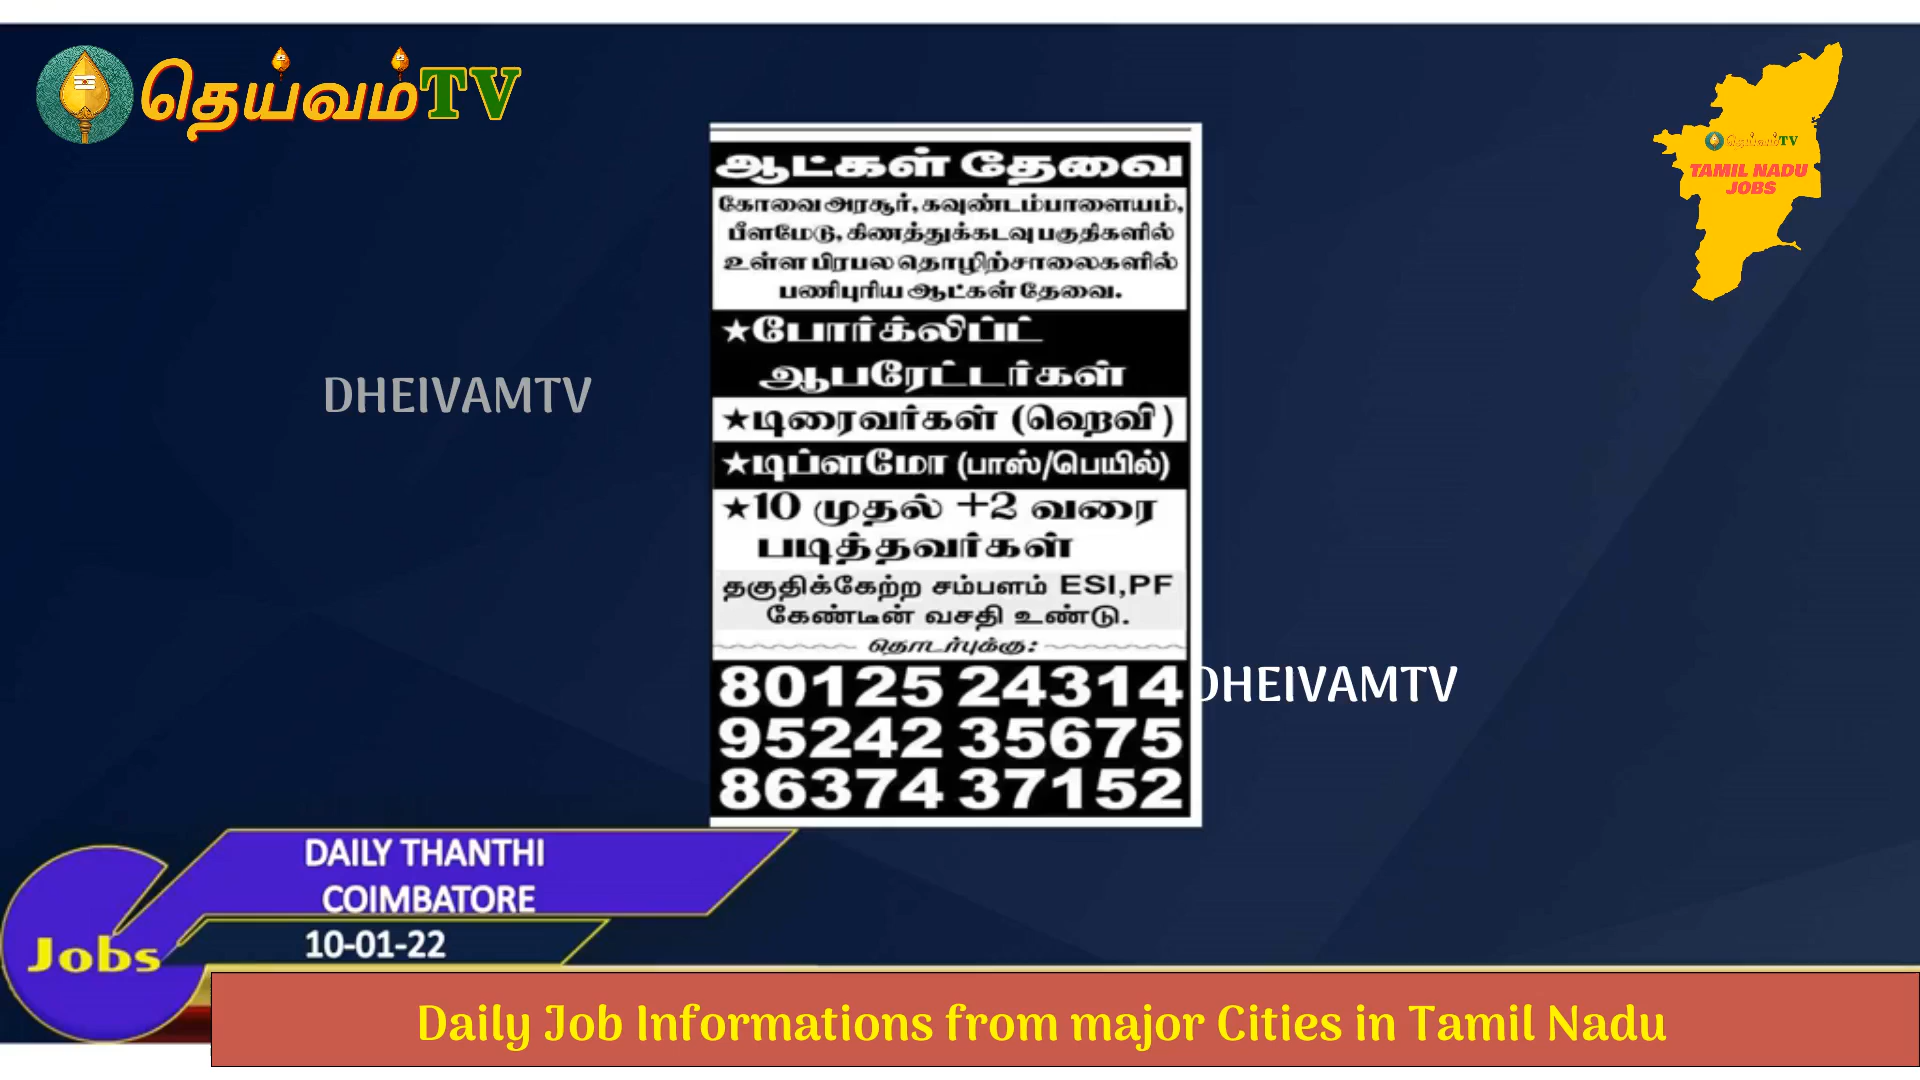 தெய்வம்TV
தெய்வம்TV
TAMIL NADU
JOBS
ஆட்கள் தேவை
கோவை அரசூர், கவுண்டம்பாளையம்,
பீளமேடு, கிணத்துக்கடவு பகுதிகளில்
உள்ள பிரபல தொழிற்சாலைகளில்
பணிபுரிய ஆட்கள் தேவை.
★போர்க்லிப்ட்
ஆபரேட்டர்கள்
★டிரைவர்கள் (ஹெவி)
★டிப்ளமோ (பாஸ்/பெயில்)
★10 முதல் +2 வரை
படித்தவர்கள்
தகுதிக்கேற்ற சம்பளம் ESI,PF
கேண்டீன் வசதி உண்டு.
தொடர்புக்கு:
80125 24314
95242 35675
86374 37152
DHEIVAMTV
DHEIVAMTV
DAILY THANTHI
COIMBATORE
10-01-22
Jobs
Daily Job Informations from major Cities in Tamil Nadu